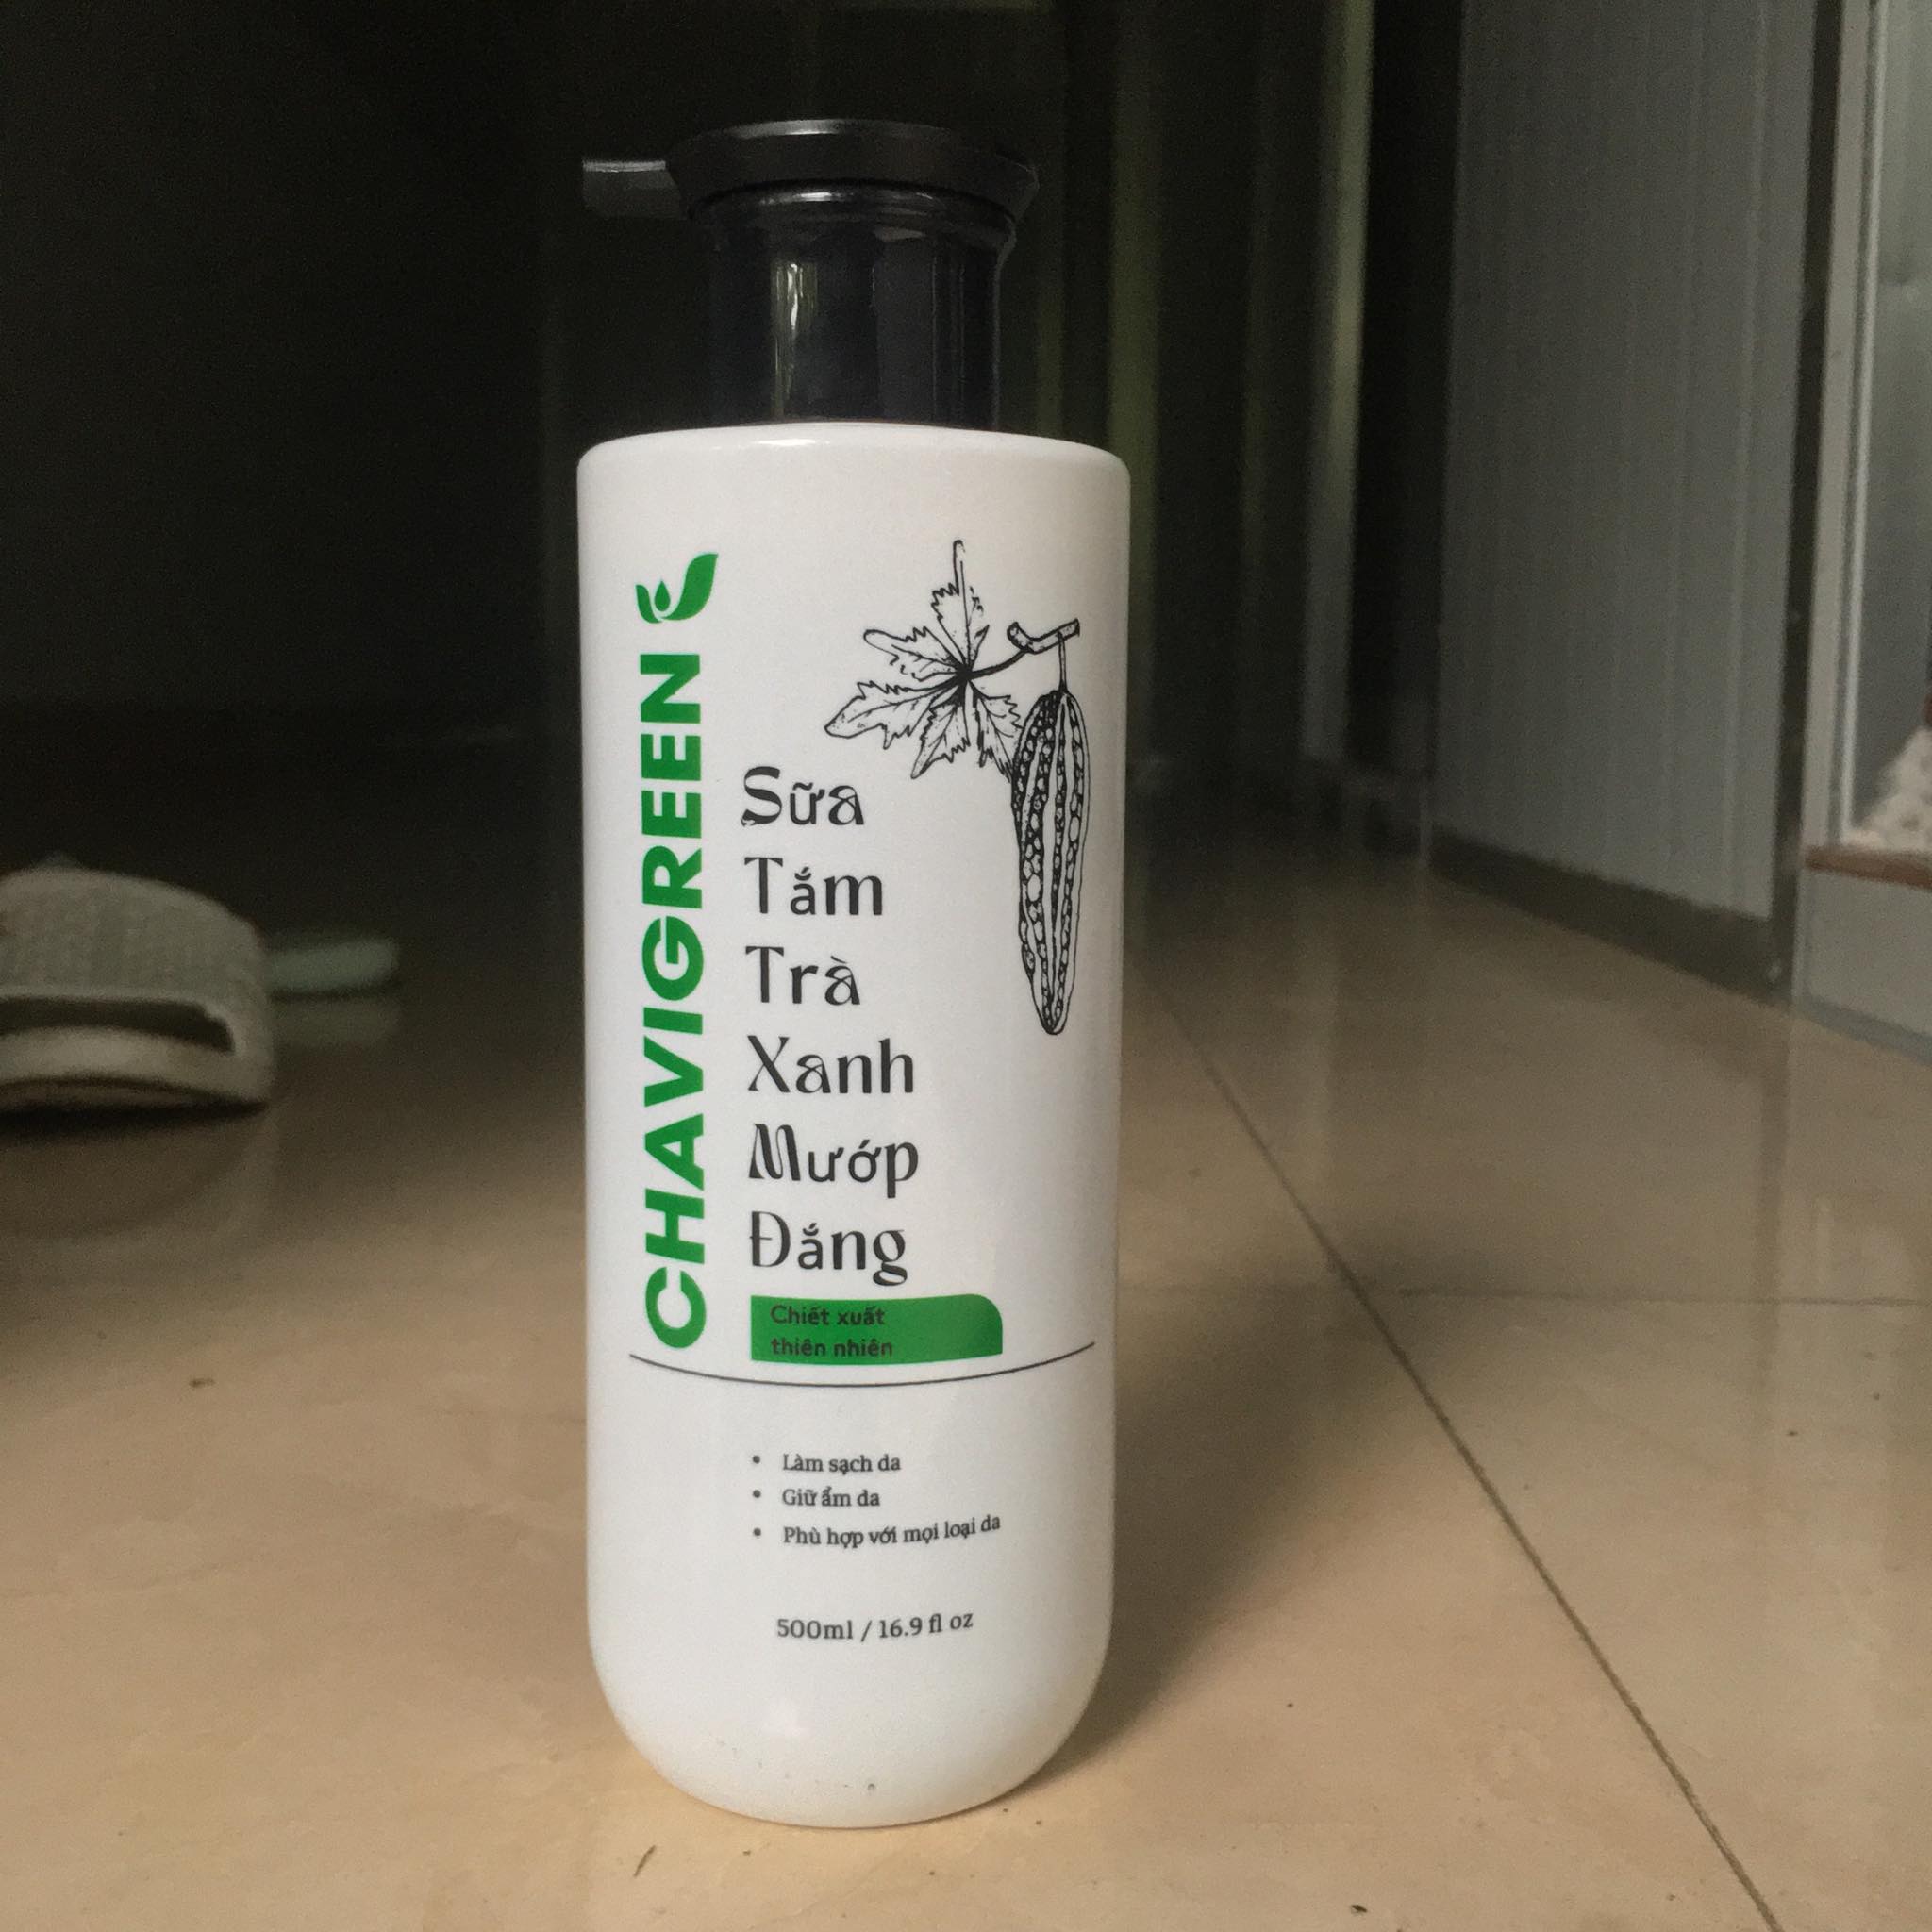 CHAVIGREEN
Sữa
Tắm
Trà
Xanh
Mướp
Đắng
Chiết xuất
thiên nhiên
• Làm sạch da
• Giữ ẩm da
• Phù hợp với mọi loại da
500ml / 16.9 fl oz